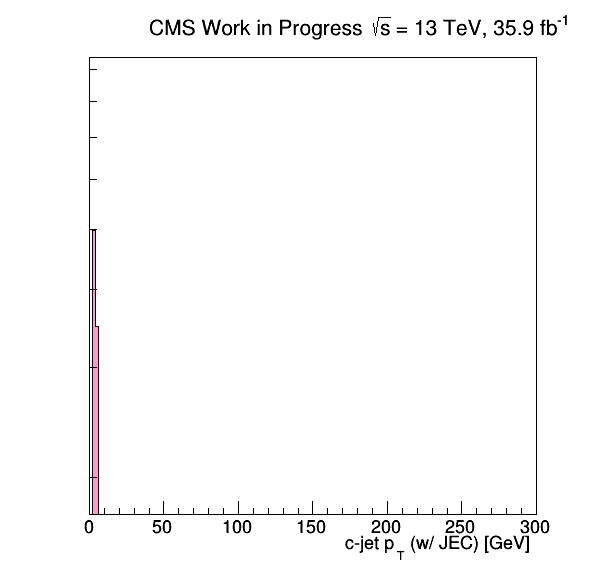 CMS Work in Progress √s = 13 TeV, 35.9 fb⁻¹
0 50 100 150 200 250 300
c-jet p_T (w/ JEC) [GeV]